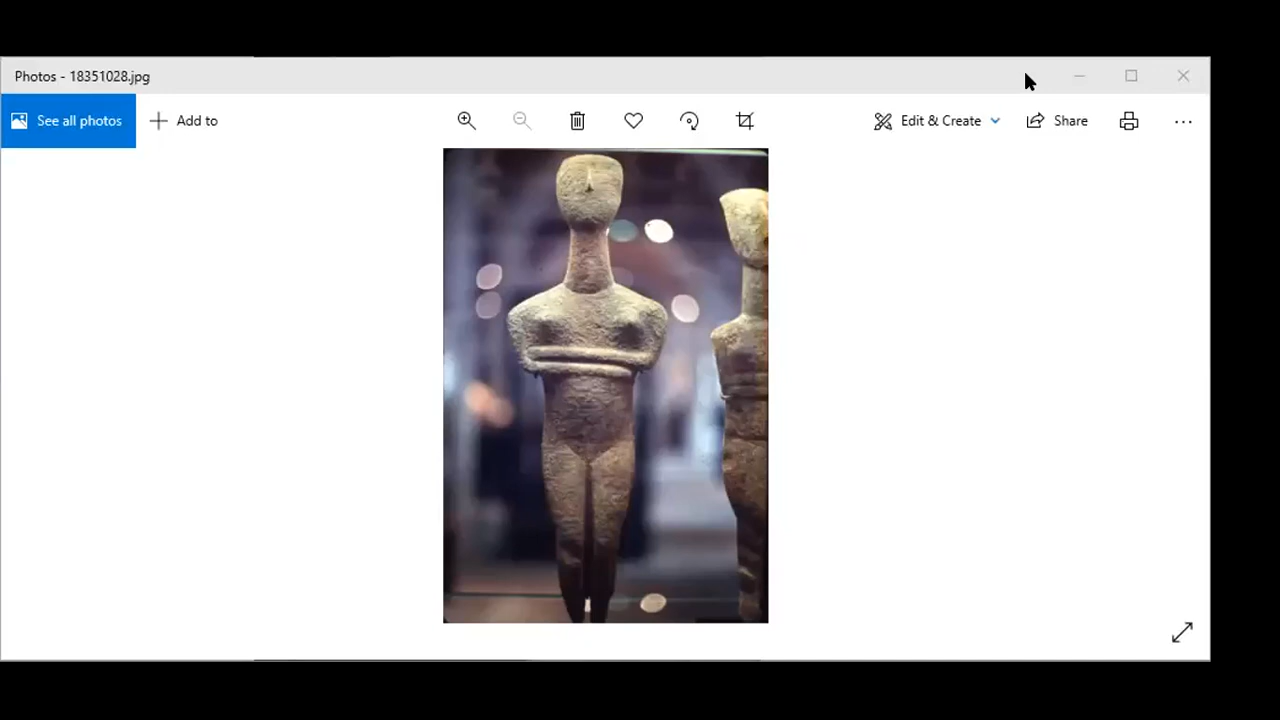 Photos - 18351028.jpg
See all photos
Add to
Edit & Create
Share